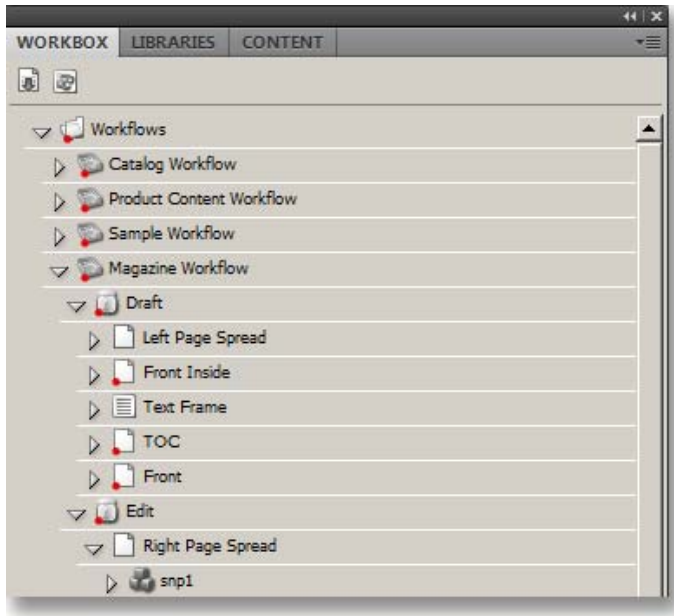 WORKBOX LIBRARIES CONTENT
Workflows
Catalog Workflow
Product Content Workflow
Sample Workflow
Magazine Workflow
Draft
Left Page Spread
Front Inside
Text Frame
TOC
Front
Edit
Right Page Spread
snp1